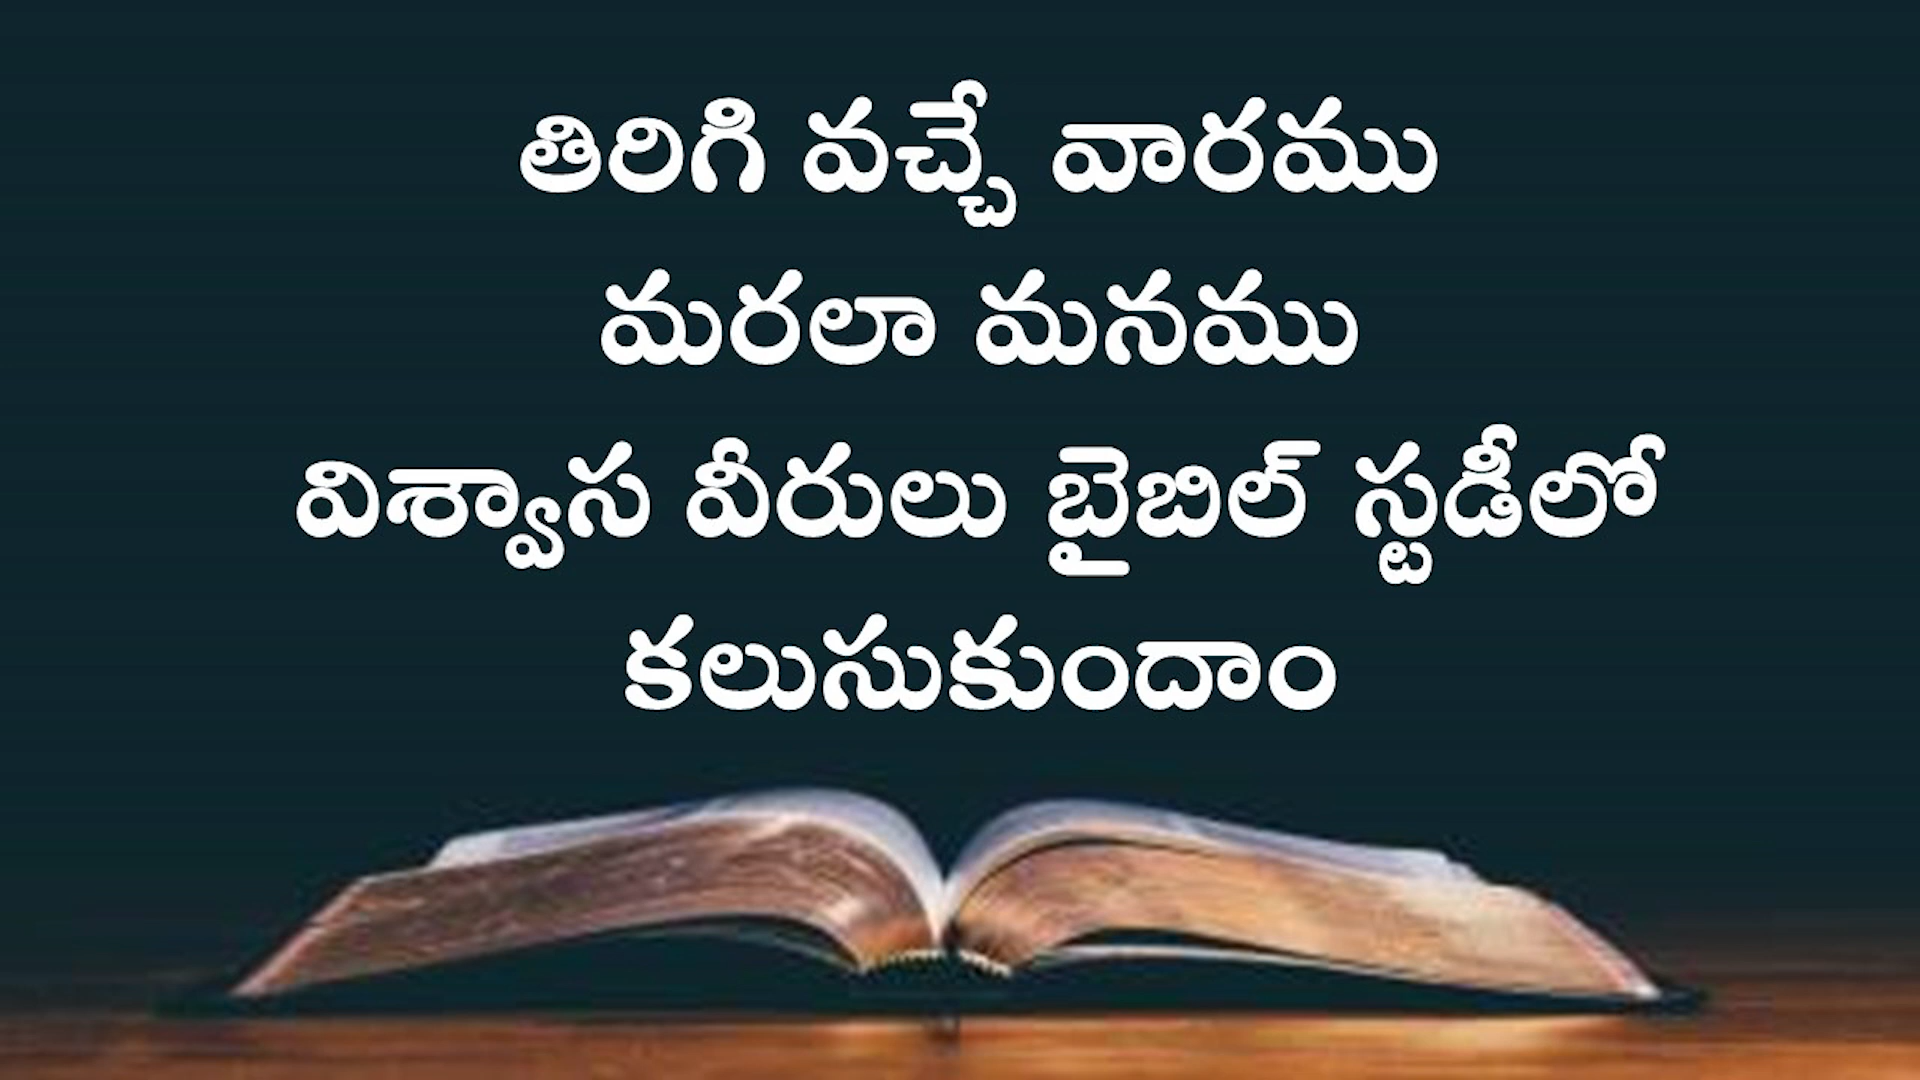 తిరిగి వచ్చే వారము
మరలా మనము
విశ్వాస వీరులు బైబిల్ స్టడీలో
కలుసుకుందాం